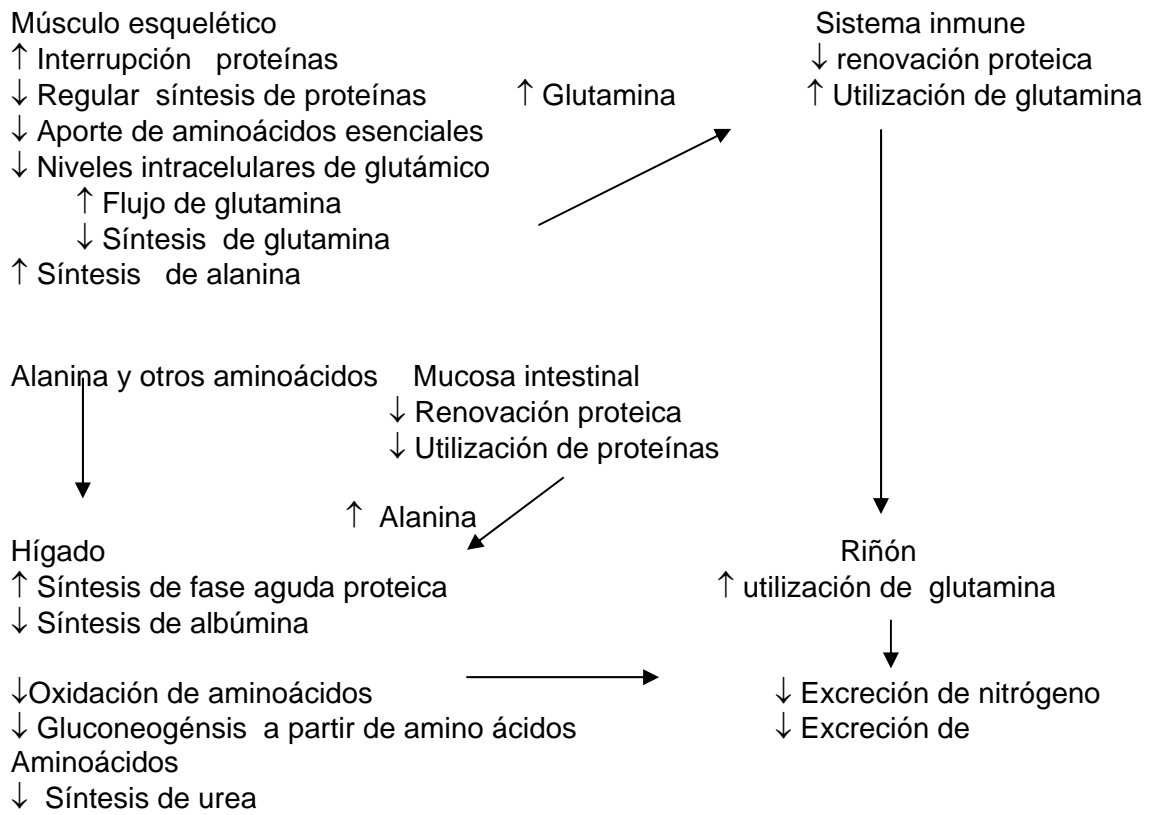 Músculo esquelético
↑ Interrupción proteínas
↓ Regular síntesis de proteínas
↓ Aporte de aminoácidos esenciales
↓ Niveles intracelulares de glutámico
↑ Flujo de glutamina
↓ Síntesis de glutamina
↑ Síntesis de alanina
↑ Glutamina
Sistema inmune
↓ renovación proteica
↑ Utilización de glutamina
Alanina y otros aminoácidos
Mucosa intestinal
↓ Renovación proteica
↓ Utilización de proteínas
↑ Alanina
Hígado
↑ Síntesis de fase aguda proteica
↓ Síntesis de albúmina
↓Oxidación de aminoácidos
↓ Gluconeogénsis a partir de amino ácidos
Riñón
↑ utilización de glutamina
↓ Excreción de nitrógeno
↓ Excreción de
Aminoácidos
↓ Síntesis de urea